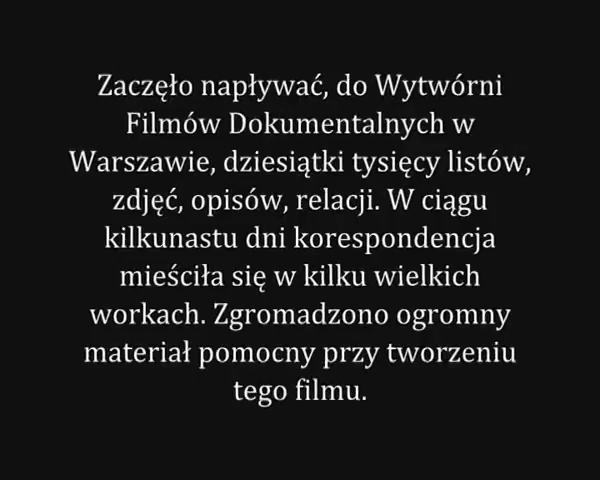 Zaczęło napływać, do Wytwórni
Filmów Dokumentalnych w
Warszawie, dziesiątki tysięcy listów,
zdjęć, opisów, relacji. W ciągu
kilkunastu dni korespondencja
mieściła się w kilku wielkich
workach. Zgromadzono ogromny
materiał pomocny przy tworzeniu
tego filmu.